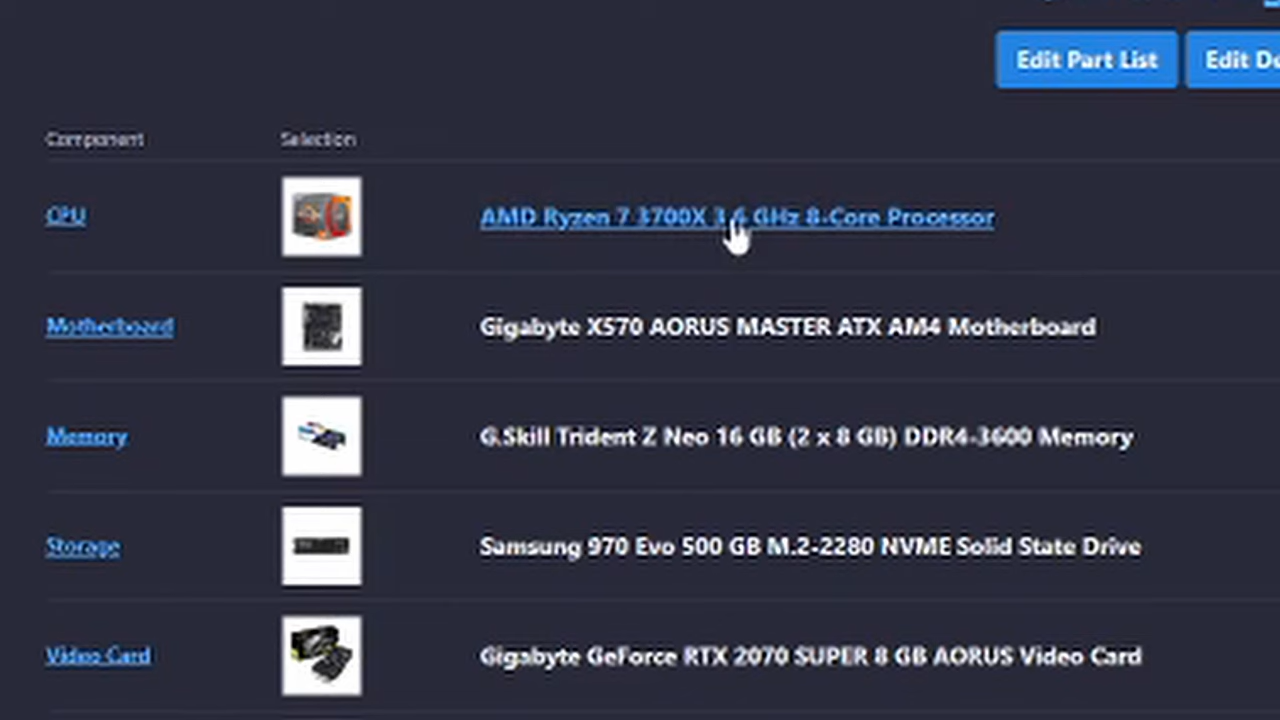 Edit Part List
Component Selection
CPU AMD Ryzen 7 3700X 3.6 GHz 8-Core Processor
Motherboard Gigabyte X570 AORUS MASTER ATX AM4 Motherboard
Memory G.Skill Trident Z Neo 16 GB (2 x 8 GB) DDR4-3600 Memory
Storage Samsung 970 Evo 500 GB M.2-2280 NVME Solid State Drive
Video Card Gigabyte GeForce RTX 2070 SUPER 8 GB AORUS Video Card